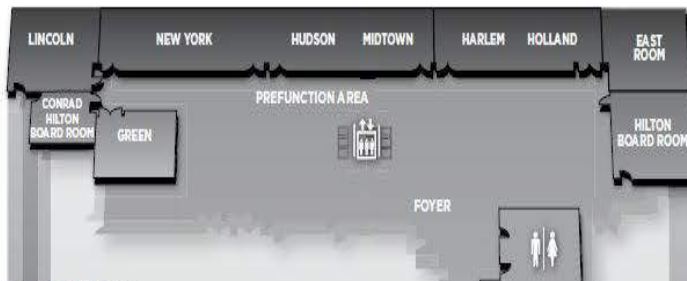 LINCOLN
NEW YORK
HUDSON
MIDTOWN
HARLEM
HOLLAND
EAST
ROOM
CONRAD
HILTON
BOARD ROOM
GREEN
PREFUNCTION AREA
HILTON
BOARD ROOM
FOYER